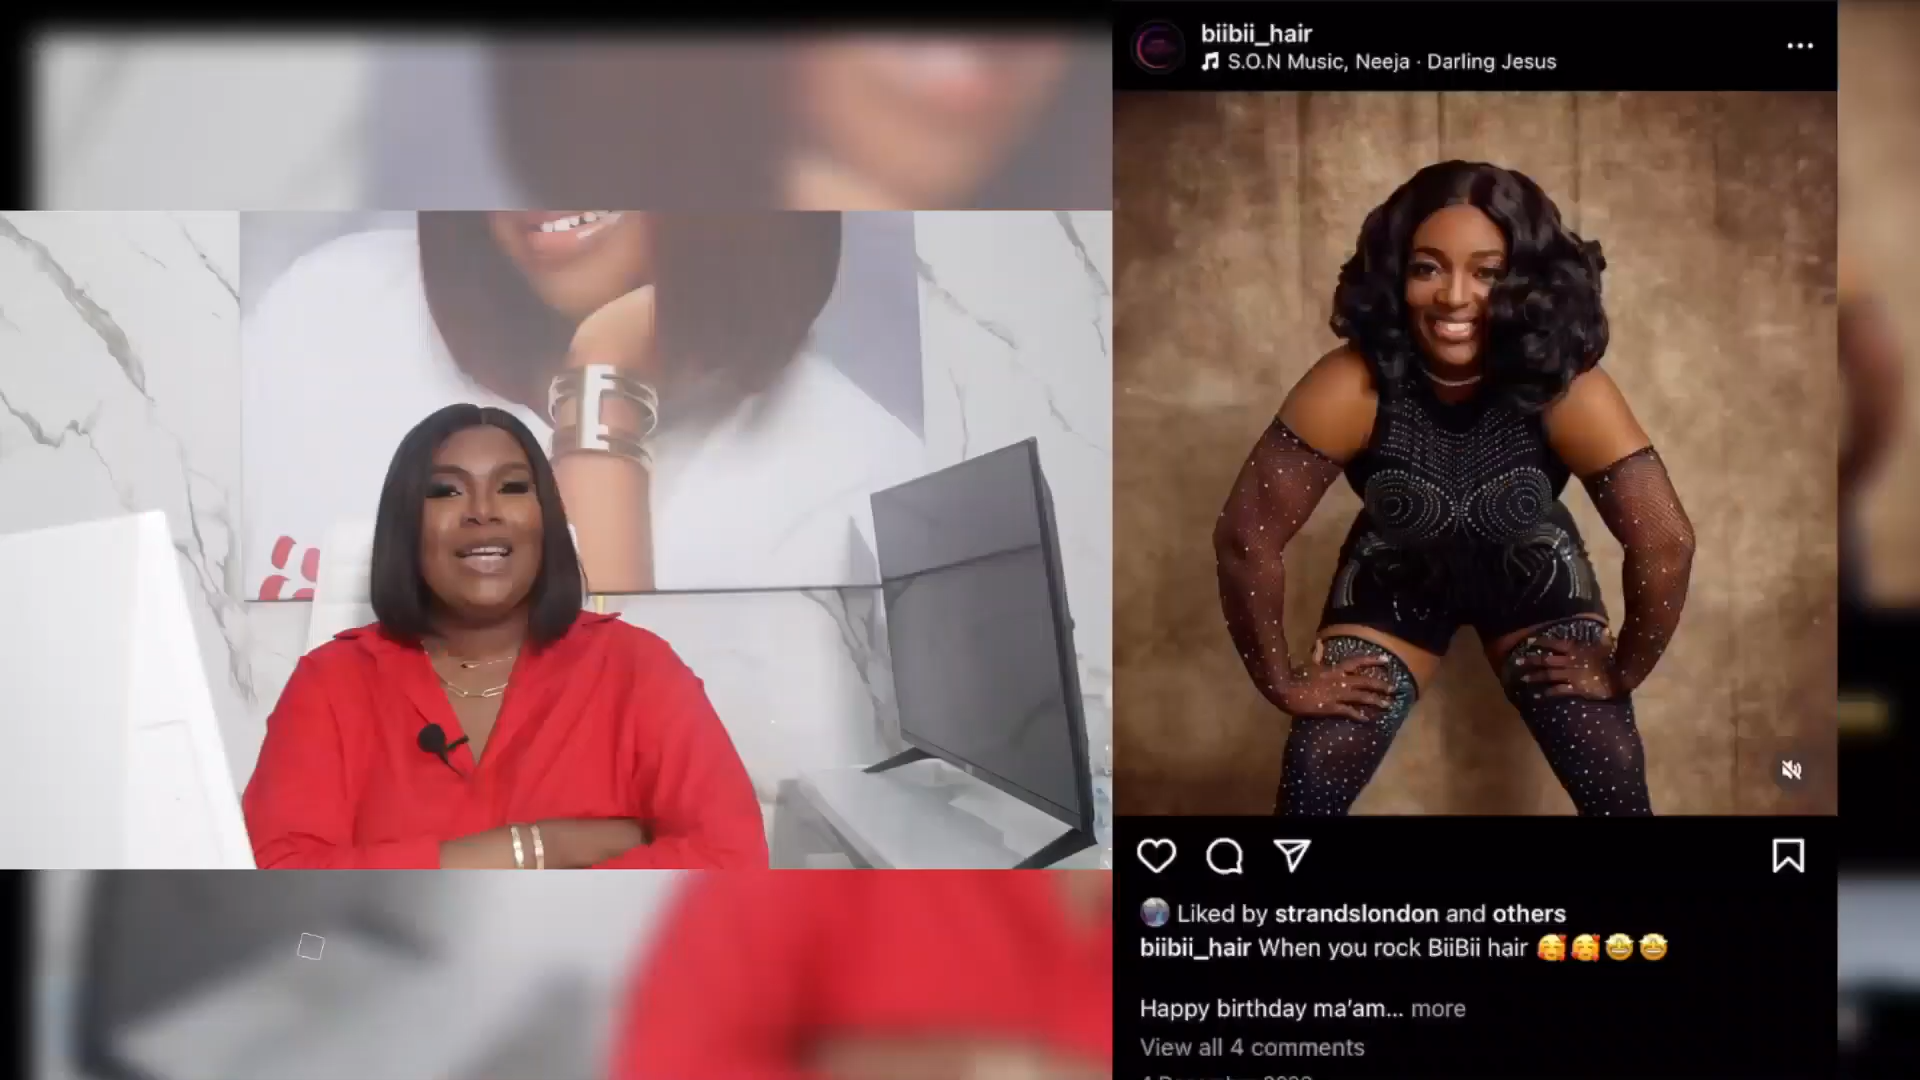 biibii_hair
S.O.N Music, Neeja · Darling Jesus
Liked by strandslondon and others
biibii_hair When you rock BiiBii hair 🥰🥰🤩🤩
Happy birthday ma'am... more
View all 4 comments